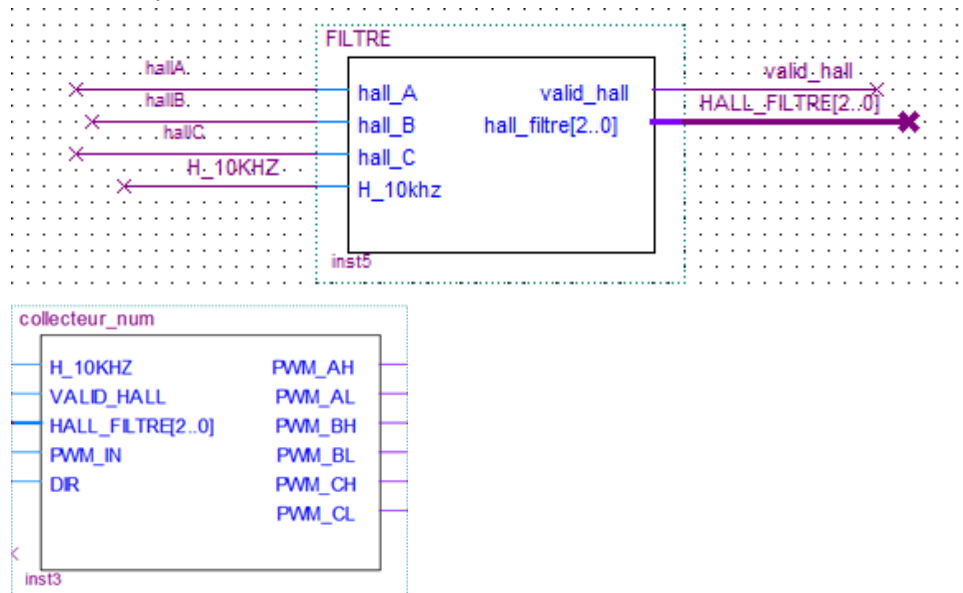 FILTRE
hallA
hallB
hallC
H_10KHZ
hall_A
hall_B
hall_C
H_10khz
valid_hall
hall_filtre[2..0]
valid_hall
HALL_FILTRE[2..0]
inst5
collecteur_num
H_10KHZ
VALID_HALL
HALL_FILTRE[2..0]
PWM_IN
DIR
PWM_AH
PWM_AL
PWM_BH
PWM_BL
PWM_CH
PWM_CL
inst3